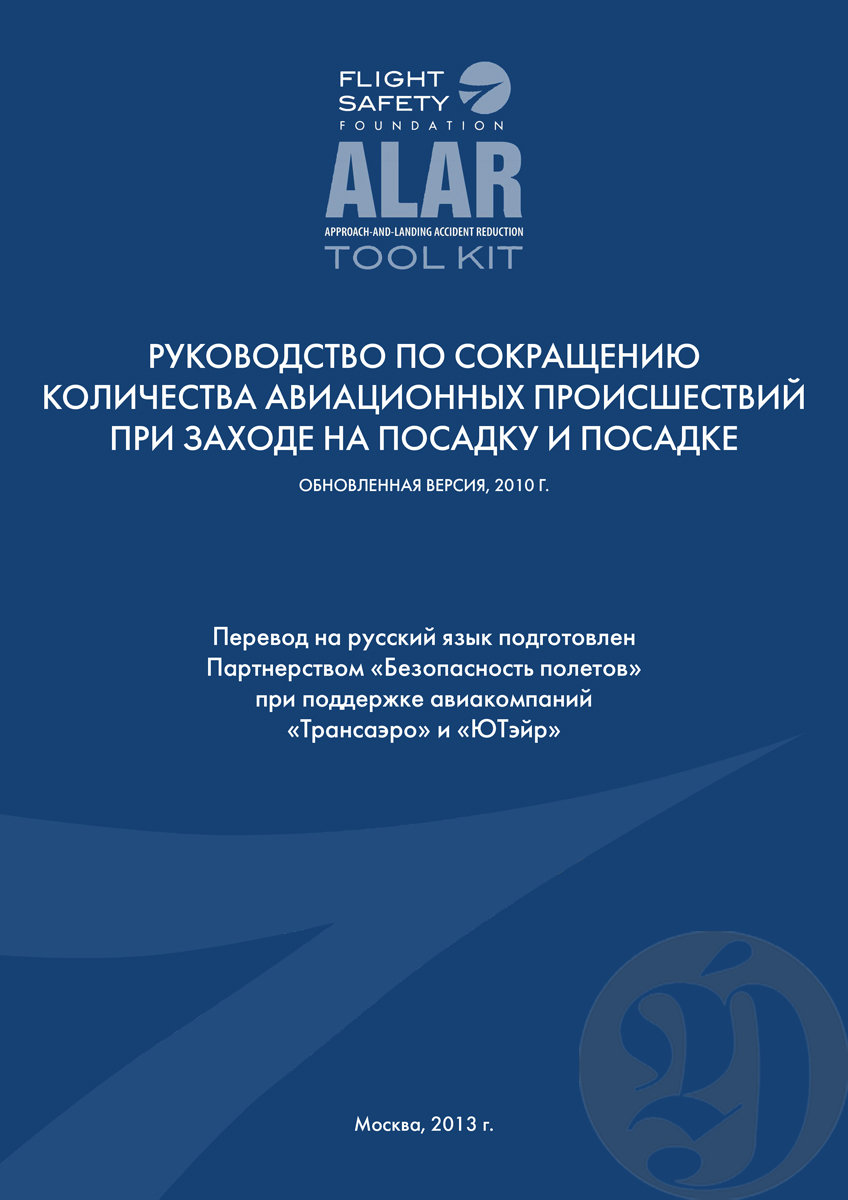 FLIGHT
SAFETY
FOUNDATION
ALAR
APPROACH-AND-LANDING ACCIDENT REDUCTION
TOOL KIT
РУКОВОДСТВО ПО СОКРАЩЕНИЮ
КОЛИЧЕСТВА АВИАЦИОННЫХ ПРОИСШЕСТВИЙ
ПРИ ЗАХОДЕ НА ПОСАДКУ И ПОСАДКЕ
ОБНОВЛЕННАЯ ВЕРСИЯ, 2010 Г.
Перевод на русский язык подготовлен
Партнерством «Безопасность полетов»
при поддержке авиакомпаний
«Трансаэро» и «ЮТэйр»
Москва, 2013 г.